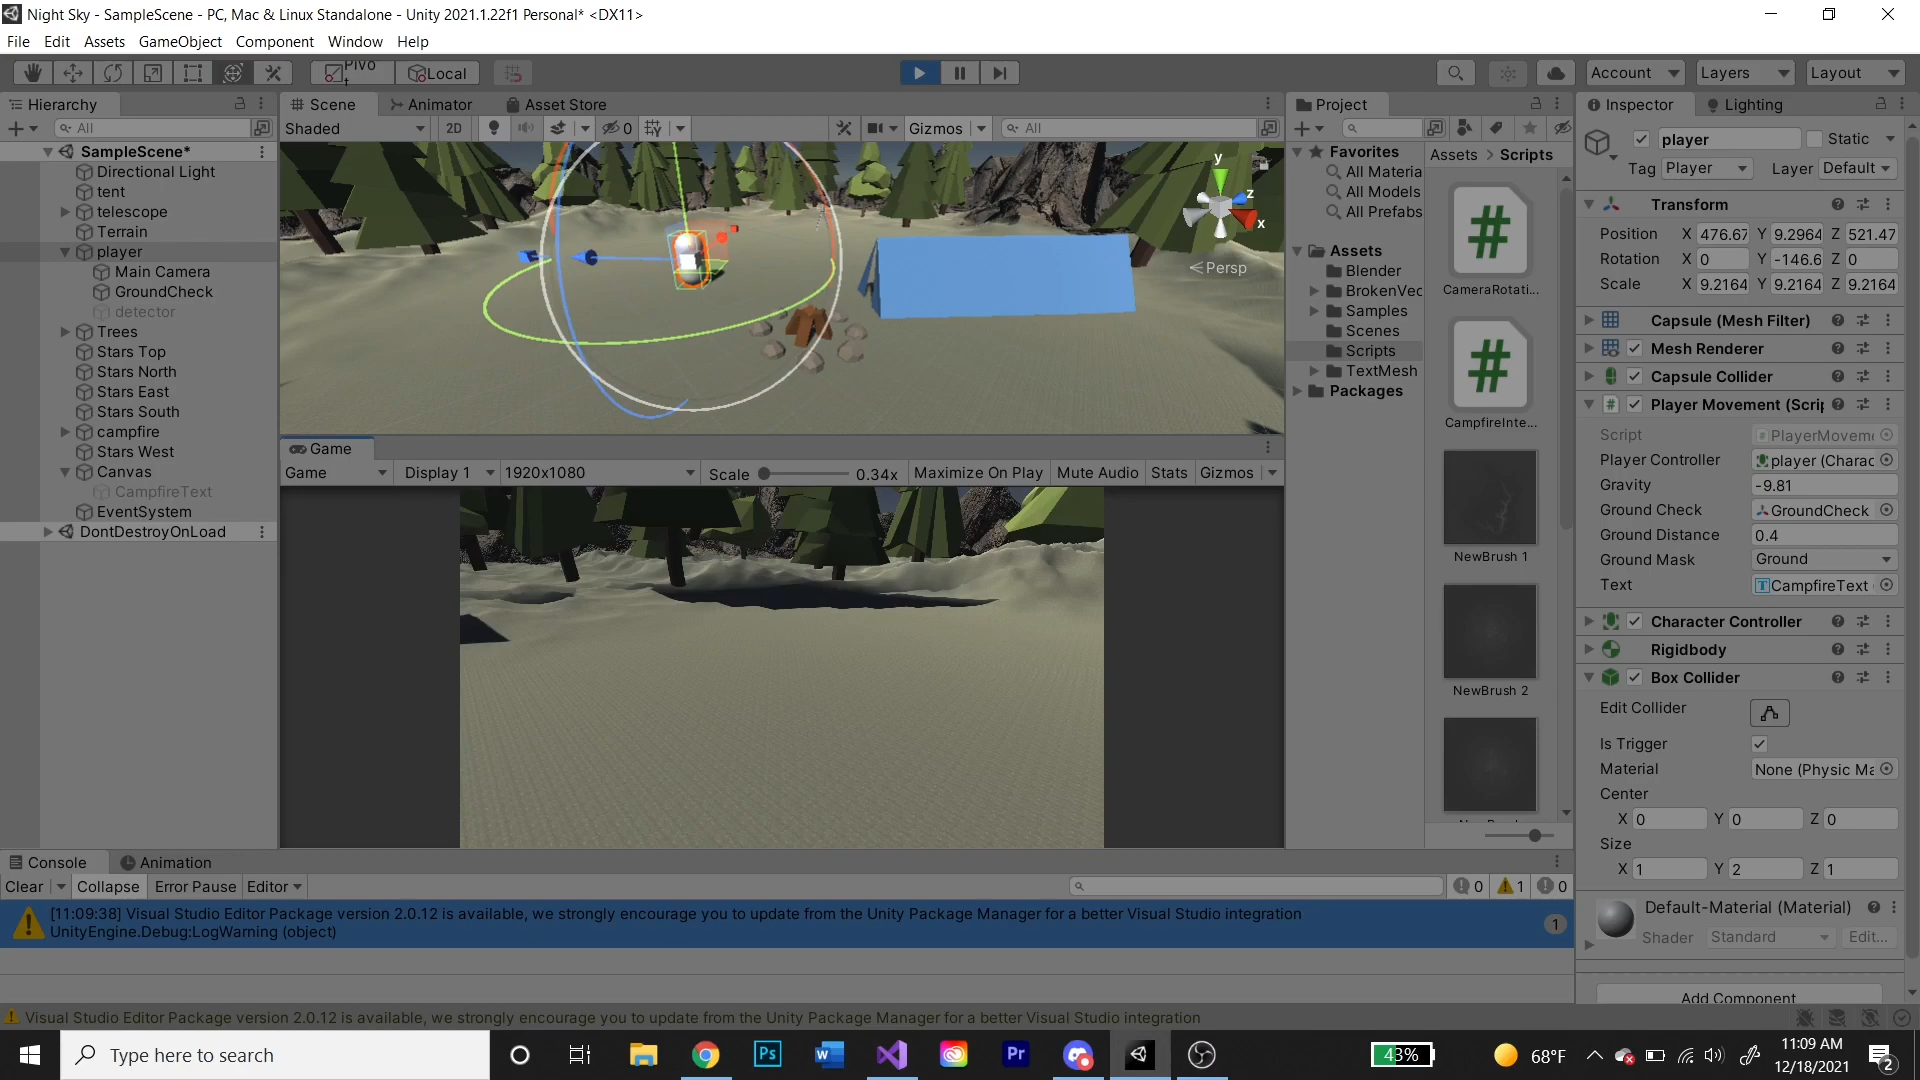 Night Sky - SampleScene - PC, Mac & Linux Standalone - Unity 2021.1.22f1 Personal* <DX11>
File Edit Assets GameObject Component Window Help
Local
Account Layers Layout
Hierarchy
All
SampleScene*
Directional Light
tent
telescope
Terrain
player
Main Camera
GroundCheck
detector
Trees
Stars Top
Stars North
Stars East
Stars South
campfire
Stars West
Canvas
CampfireText
EventSystem
DontDestroyOnLoad
Scene Animator Asset Store
Shaded 2D 0 Gizmos All
y
z
x
Persp
Game
Game Display 1 1920x1080 Scale 0.34x Maximize On Play Mute Audio Stats Gizmos
Project
Favorites
All Materia
All Models
All Prefabs
Assets
Blender
BrokenVec
Samples
Scenes
Scripts
TextMesh
Packages
Assets > Scripts
#
CameraRotati...
#
CampfireInte...
NewBrush 1
NewBrush 2
Inspector Lighting
player Static
Tag Player Layer Default
Transform
Position X 476.67 Y 9.2964 Z 521.47
Rotation X 0 Y -146.6 Z 0
Scale X 9.2164 Y 9.2164 Z 9.2164
Capsule (Mesh Filter)
Mesh Renderer
Capsule Collider
# Player Movement (Scrip
Script PlayerMoveme
Player Controller player (Charac
Gravity -9.81
Ground Check GroundCheck
Ground Distance 0.4
Ground Mask Ground
Text CampfireText
Character Controller
Rigidbody
Box Collider
Edit Collider
Is Trigger
Material None (Physic Ma
Center
X 0 Y 0 Z 0
Size
X 1 Y 2 Z 1
Default-Material (Material)
Shader Standard Edit...
Add Component
Console Animation
Clear Collapse Error Pause Editor 0 1 0
[11:09:38] Visual Studio Editor Package version 2.0.12 is available, we strongly encourage you to update from the Unity Package Manager for a better Visual Studio integration
UnityEngine.Debug:LogWarning (object)
1
Visual Studio Editor Package version 2.0.12 is available, we strongly encourage you to update from the Unity Package Manager for a better Visual Studio integration
Type here to search
Ps
Pr
43%
68°F
11:09 AM
12/18/2021
2